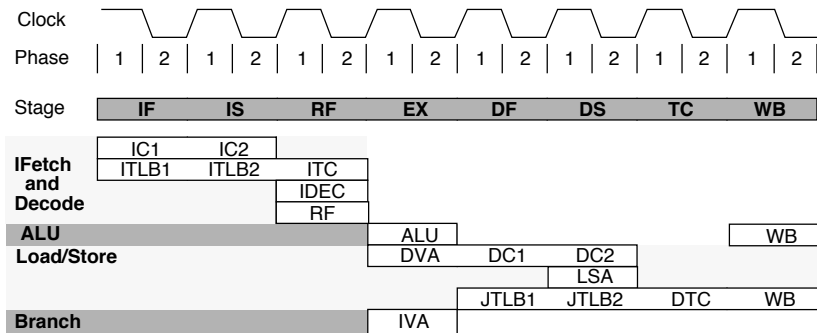 Clock
Phase 1 2 1 2 1 2 1 2 1 2 1 2 1 2 1 2
Stage IF IS RF EX DF DS TC WB
IC1 IC2
IFetch and Decode ITLB1 ITLB2 ITC
IDEC
RF
ALU ALU WB
Load/Store DVA DC1 DC2
LSA
JTLB1 JTLB2 DTC WB
Branch IVA